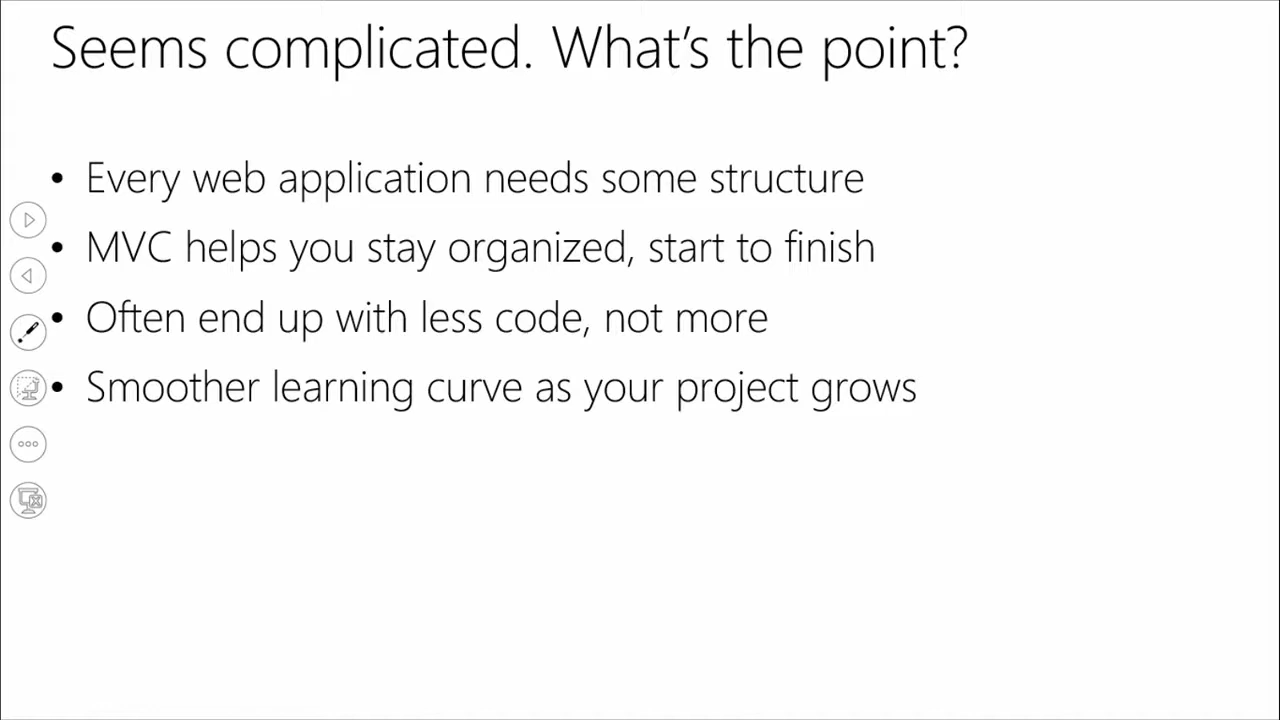 Seems complicated. What's the point?
• Every web application needs some structure
• MVC helps you stay organized, start to finish
• Often end up with less code, not more
• Smoother learning curve as your project grows